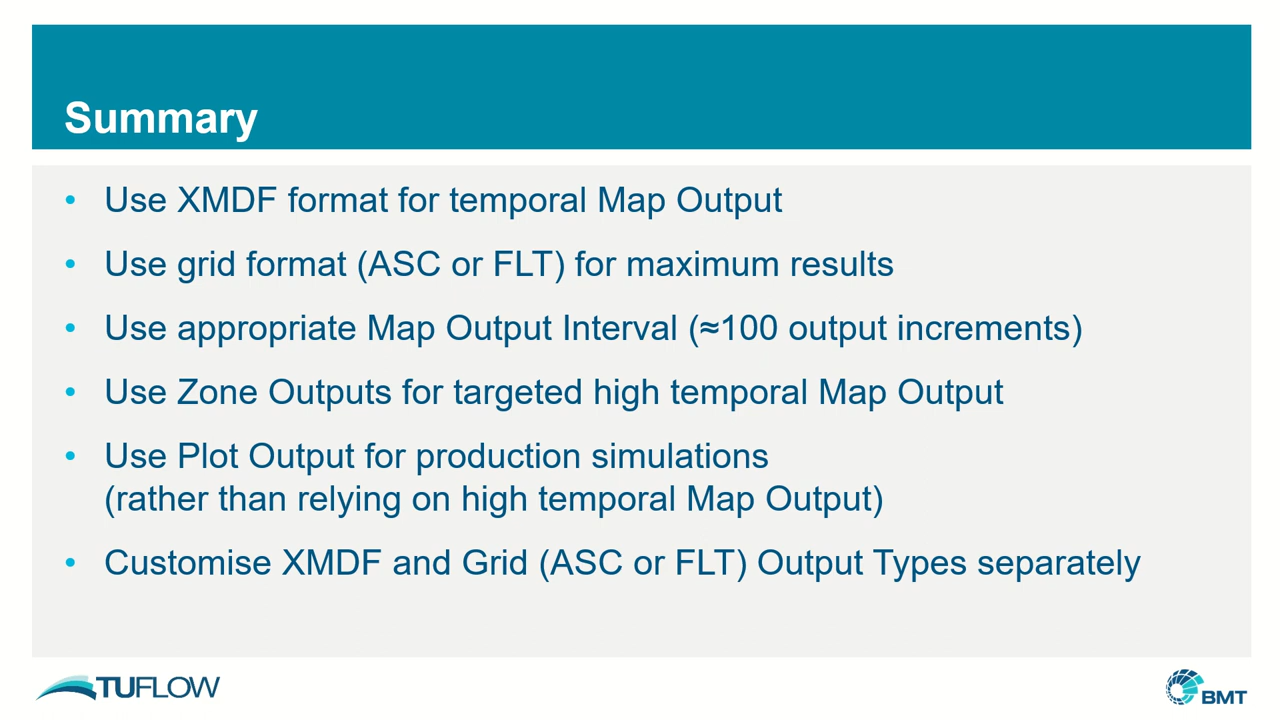 Summary
• Use XMDF format for temporal Map Output
• Use grid format (ASC or FLT) for maximum results
• Use appropriate Map Output Interval (≈100 output increments)
• Use Zone Outputs for targeted high temporal Map Output
• Use Plot Output for production simulations
(rather than relying on high temporal Map Output)
• Customise XMDF and Grid (ASC or FLT) Output Types separately
TUFLOW
BMT